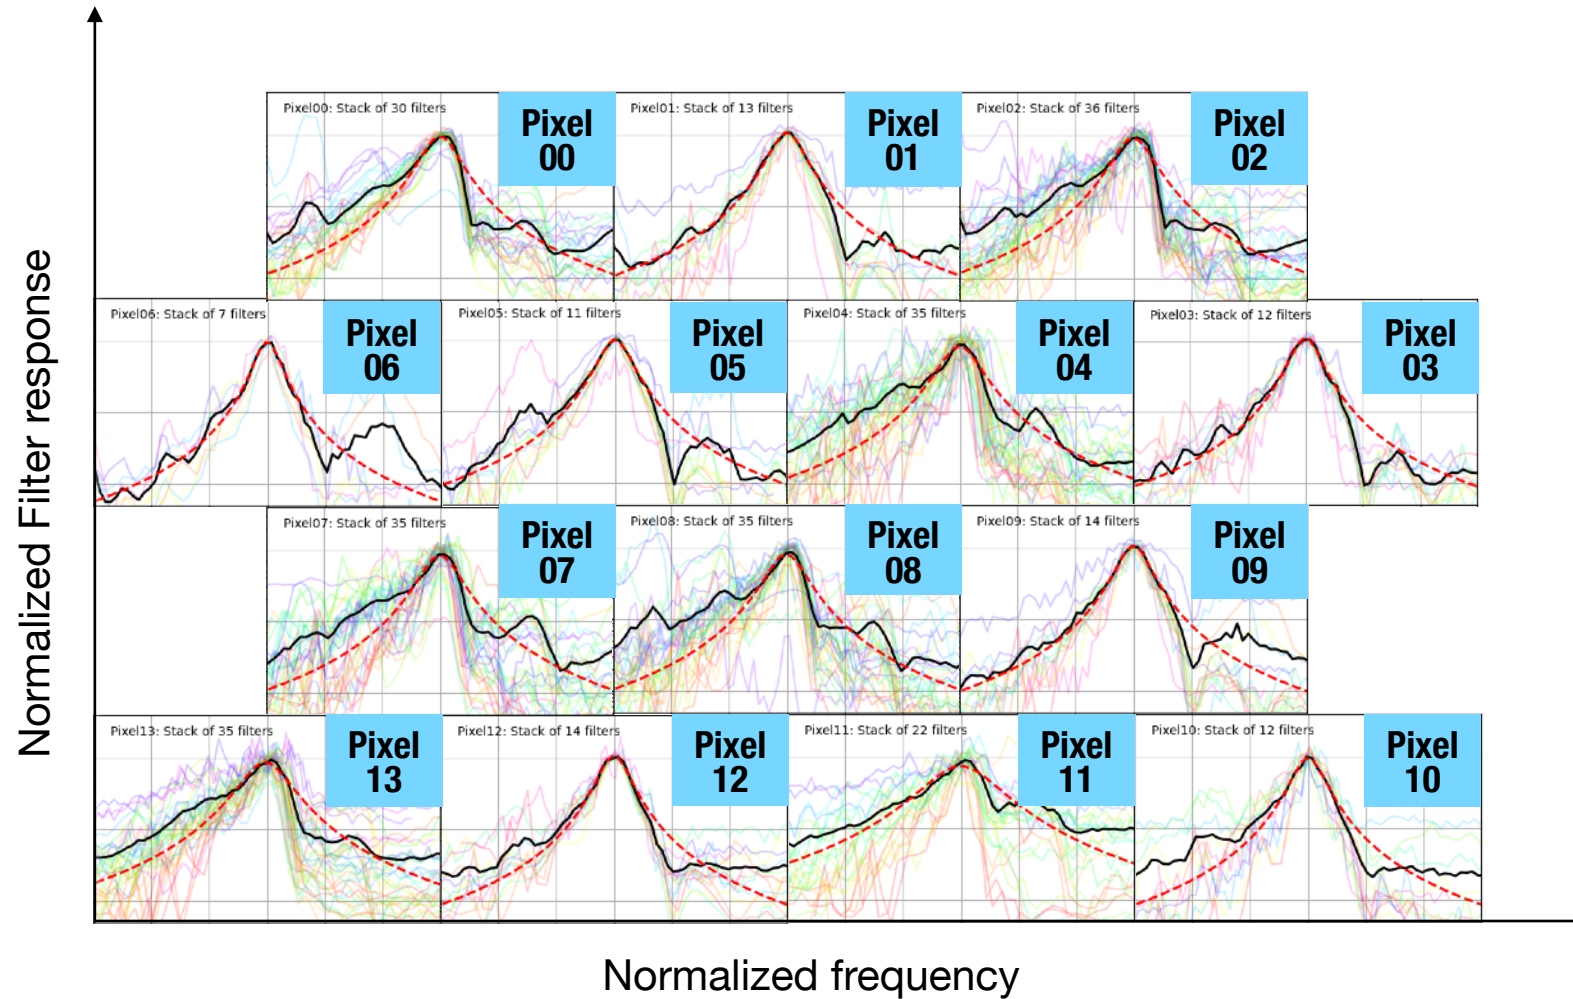 Normalized Filter response
Pixel00: Stack of 30 filters
Pixel
00
Pixel01: Stack of 13 filters
Pixel
01
Pixel02: Stack of 36 filters
Pixel
02
Pixel06: Stack of 7 filters
Pixel
06
Pixel05: Stack of 11 filters
Pixel
05
Pixel04: Stack of 35 filters
Pixel
04
Pixel03: Stack of 12 filters
Pixel
03
Pixel07: Stack of 35 filters
Pixel
07
Pixel08: Stack of 35 filters
Pixel
08
Pixel09: Stack of 14 filters
Pixel
09
Pixel13: Stack of 35 filters
Pixel
13
Pixel12: Stack of 14 filters
Pixel
12
Pixel11: Stack of 22 filters
Pixel
11
Pixel10: Stack of 12 filters
Pixel
10
Normalized frequency